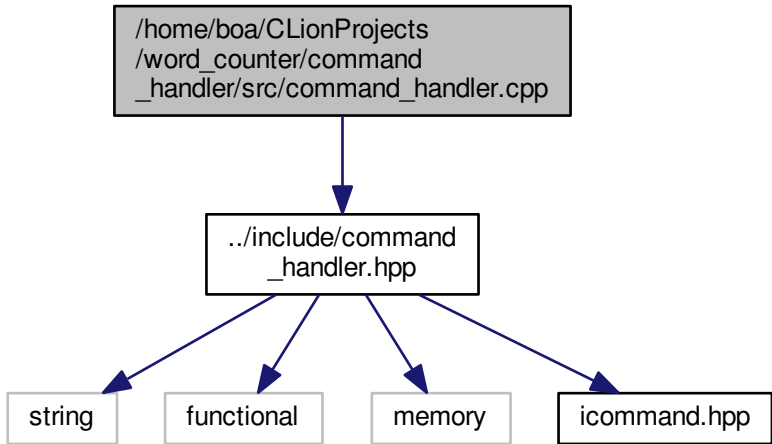 /home/boa/CLionProjects
/word_counter/command
_handler/src/command_handler.cpp
../include/command
_handler.hpp
string
functional
memory
icommand.hpp